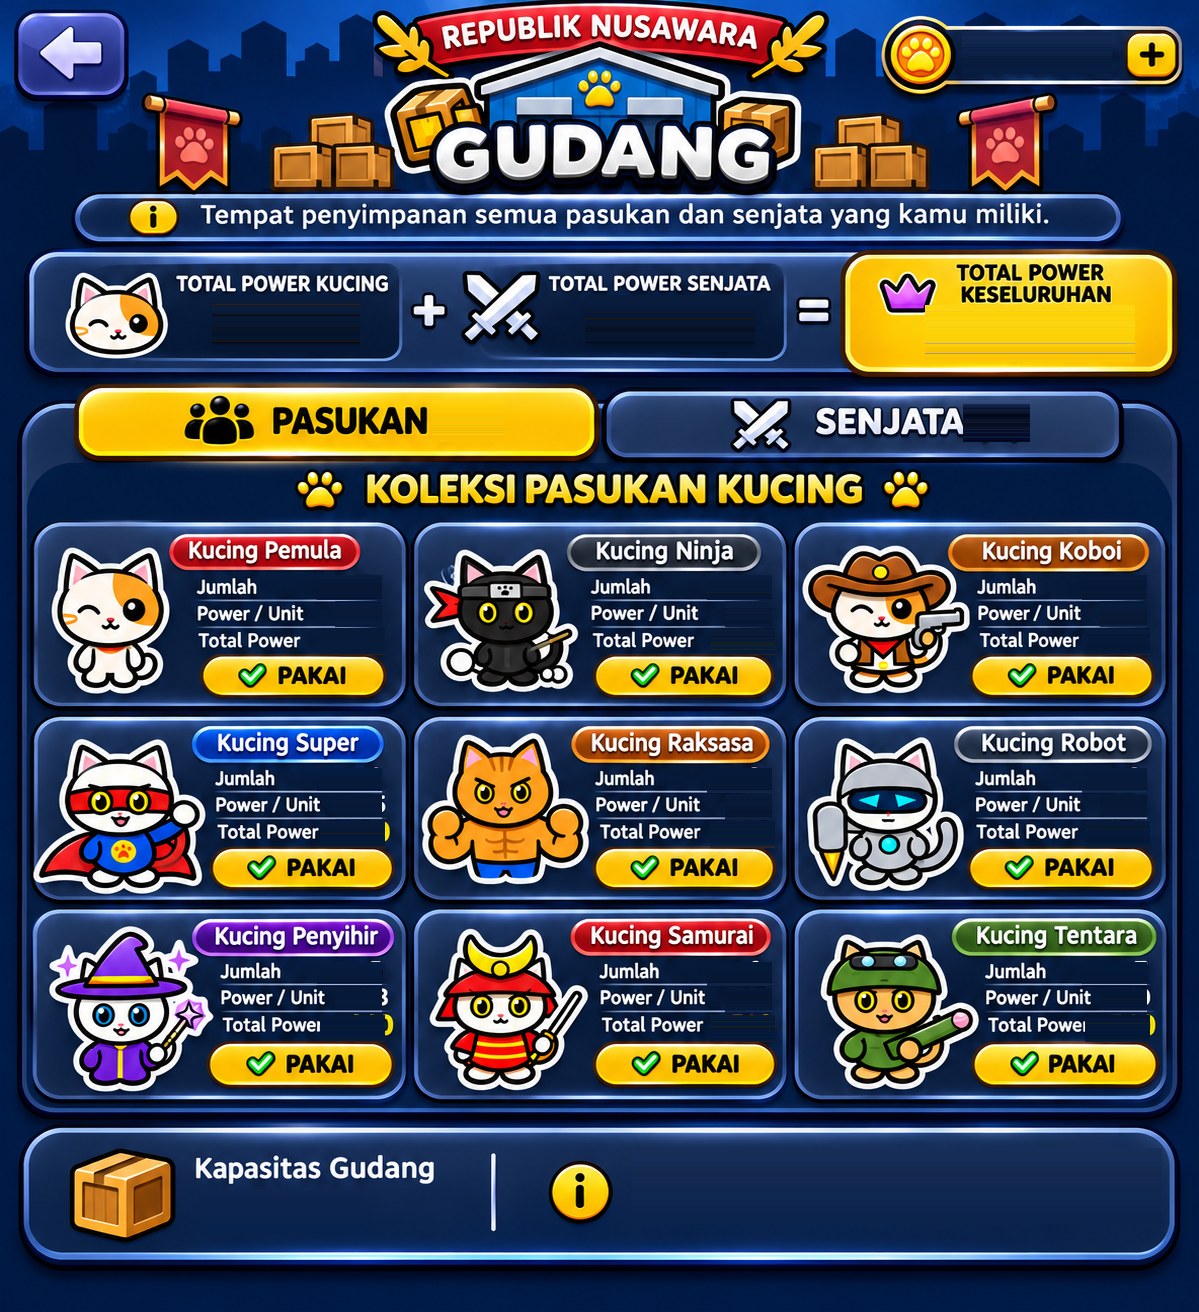 REPUBLIK NUSAWARA
GUDANG
Tempat penyimpanan semua pasukan dan senjata yang kamu miliki.
TOTAL POWER KUCING
+
TOTAL POWER SENJATA
=
TOTAL POWER
KESELURUHAN
PASUKAN
SENJATA
KOLEKSI PASUKAN KUCING
Kucing Pemula
Jumlah
Power / Unit
Total Power
PAKAI
Kucing Ninja
Jumlah
Power / Unit
Total Power
PAKAI
Kucing Koboi
Jumlah
Power / Unit
Total Power
PAKAI
Kucing Super
Jumlah
Power / Unit
Total Power
PAKAI
Kucing Raksasa
Jumlah
Power / Unit
Total Power
PAKAI
Kucing Robot
Jumlah
Power / Unit
Total Power
PAKAI
Kucing Penyihir
Jumlah
Power / Unit
Total Power
PAKAI
Kucing Samurai
Jumlah
Power / Unit
Total Power
PAKAI
Kucing Tentara
Jumlah
Power / Unit
Total Power
PAKAI
Kapasitas Gudang